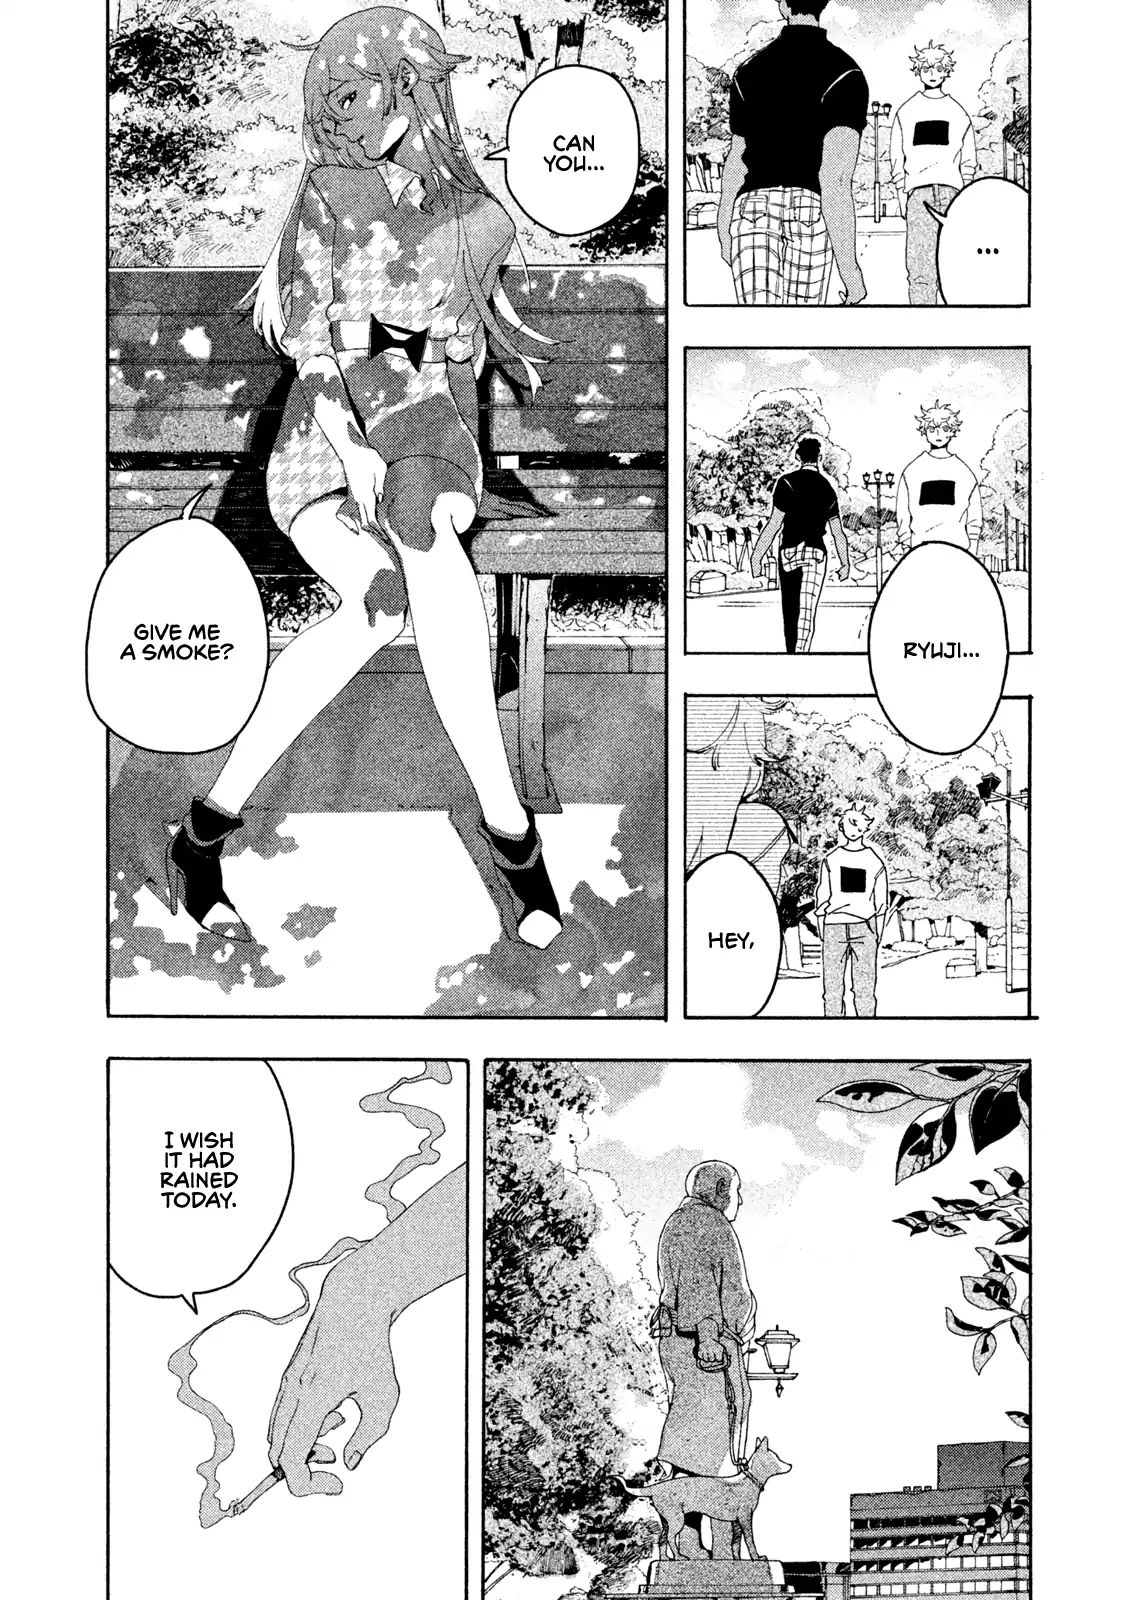 ...
RYUJI...
HEY,
CAN
YOU...
GIVE ME
A SMOKE?
I WISH
IT HAD
RAINED
TODAY.